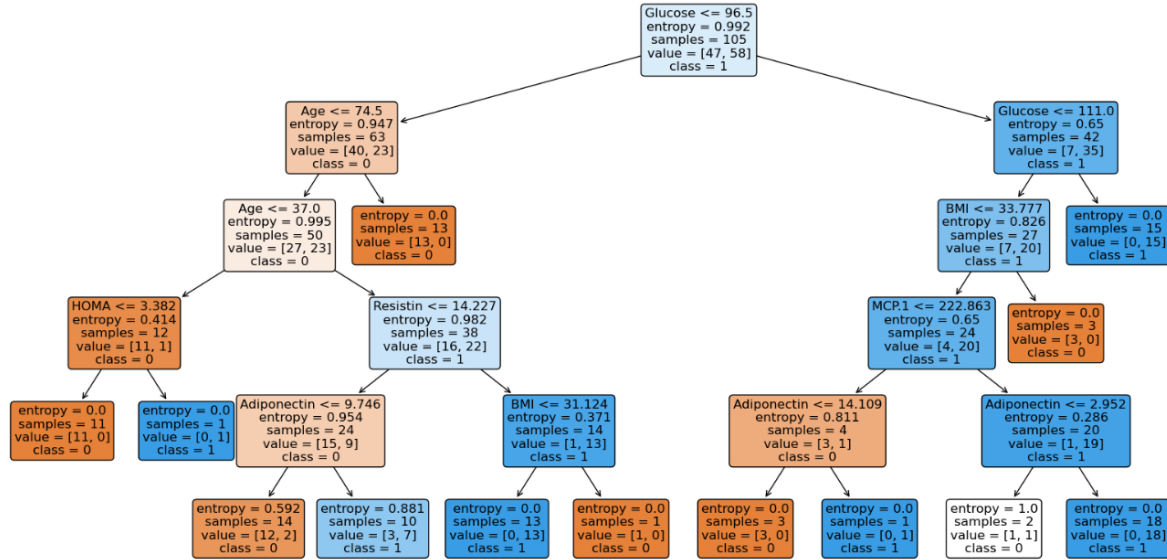 Glucose <= 96.5
entropy = 0.992
samples = 105
value = [47, 58]
class = 1
Age <= 74.5
entropy = 0.947
samples = 63
value = [40, 23]
class = 0
Glucose <= 111.0
entropy = 0.65
samples = 42
value = [7, 35]
class = 1
Age <= 37.0
entropy = 0.995
samples = 50
value = [27, 23]
class = 0
entropy = 0.0
samples = 13
value = [13, 0]
class = 0
BMI <= 33.777
entropy = 0.826
samples = 27
value = [7, 20]
class = 1
entropy = 0.0
samples = 15
value = [0, 15]
class = 1
HOMA <= 3.382
entropy = 0.414
samples = 12
value = [11, 1]
class = 0
Resistin <= 14.227
entropy = 0.982
samples = 38
value = [16, 22]
class = 1
MCP.1 <= 222.863
entropy = 0.65
samples = 24
value = [4, 20]
class = 1
entropy = 0.0
samples = 3
value = [3, 0]
class = 0
entropy = 0.0
samples = 11
value = [11, 0]
class = 0
entropy = 0.0
samples = 1
value = [0, 1]
class = 1
Adiponectin <= 9.746
entropy = 0.954
samples = 24
value = [15, 9]
class = 0
BMI <= 31.124
entropy = 0.371
samples = 14
value = [1, 13]
class = 1
Adiponectin <= 14.109
entropy = 0.811
samples = 4
value = [3, 1]
class = 0
Adiponectin <= 2.952
entropy = 0.286
samples = 20
value = [1, 19]
class = 1
entropy = 0.592
samples = 14
value = [12, 2]
class = 0
entropy = 0.881
samples = 10
value = [3, 7]
class = 1
entropy = 0.0
samples = 13
value = [0, 13]
class = 1
entropy = 0.0
samples = 1
value = [1, 0]
class = 0
entropy = 0.0
samples = 3
value = [3, 0]
class = 0
entropy = 0.0
samples = 1
value = [0, 1]
class = 1
entropy = 1.0
samples = 2
value = [1, 1]
class = 0
entropy = 0.0
samples = 18
value = [0, 18]
class = 1